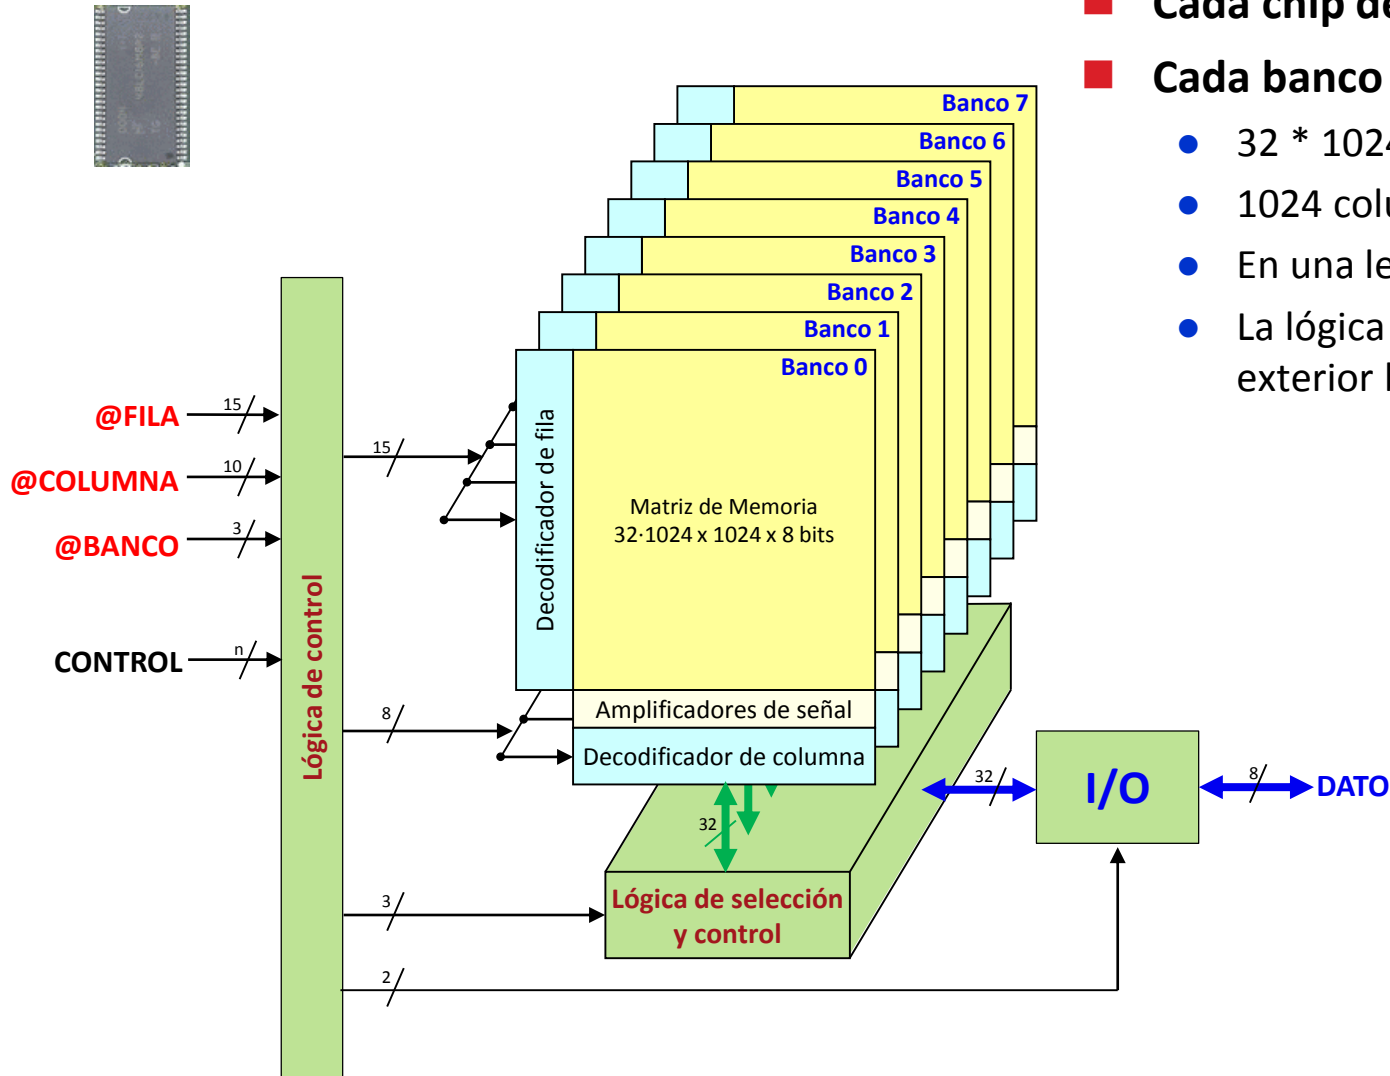 Cada chip de
Cada banco
32 * 1024
1024 colu
En una le
La lógica
exterior
Banco 7
Banco 6
Banco 5
Banco 4
Banco 3
Banco 2
Banco 1
Banco 0
@FILA
15
@COLUMNA
10
@BANCO
3
CONTROL
n
Lógica de control
15
8
3
2
Decodificador de fila
Matriz de Memoria
32·1024 x 1024 x 8 bits
Amplificadores de señal
Decodificador de columna
32
Lógica de selección
y control
32
I/O
8
DATO